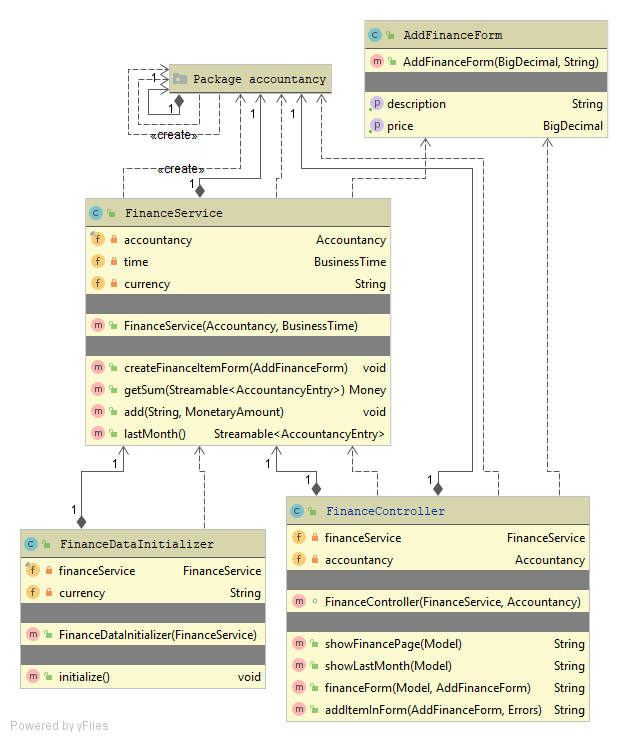 AddFinanceForm
AddFinanceForm(BigDecimal, String)
description String
price BigDecimal
Package accountancy
1
1
1
1
«create»
«create»
1
FinanceService
accountancy Accountancy
time BusinessTime
currency String
FinanceService(Accountancy, BusinessTime)
createFinanceItemForm(AddFinanceForm) void
getSum(Streamable<AccountancyEntry>) Money
add(String, MonetaryAmount) void
lastMonth() Streamable<AccountancyEntry>
1
1
1
1
1
FinanceDataInitializer
financeService FinanceService
currency String
FinanceDataInitializer(FinanceService)
initialize() void
FinanceController
financeService FinanceService
accountancy Accountancy
FinanceController(FinanceService, Accountancy)
showFinancePage(Model) String
showLastMonth(Model) String
financeForm(Model, AddFinanceForm) String
addItemInForm(AddFinanceForm, Errors) String
Powered by yFiles